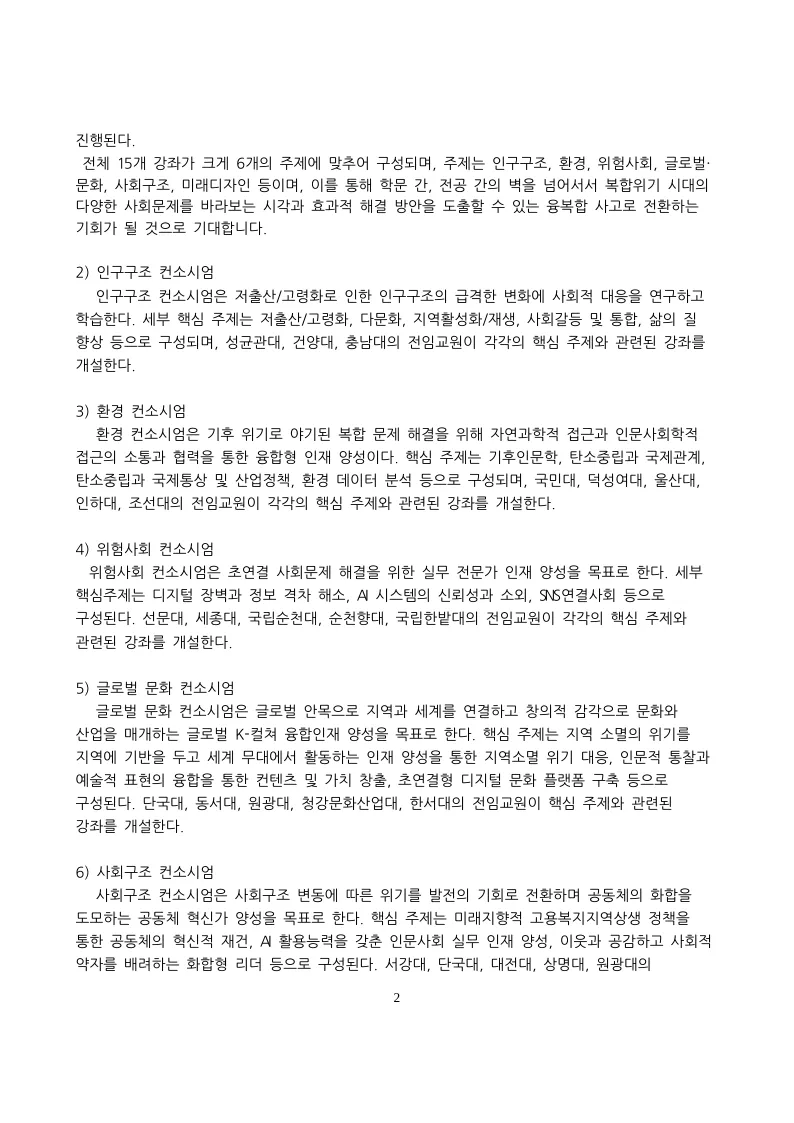 진행된다.
전체 15개 강좌가 크게 6개의 주제에 맞추어 구성되며, 주제는 인구구조, 환경, 위험사회, 글로벌·
문화, 사회구조, 미래디자인 등이며, 이를 통해 학문 간, 전공 간의 벽을 넘어서서 복합위기 시대의
다양한 사회문제를 바라보는 시각과 효과적 해결 방안을 도출할 수 있는 융복합 사고로 전환하는
기회가 될 것으로 기대합니다.
2) 인구구조 컨소시엄
인구구조 컨소시엄은 저출산/고령화로 인한 인구구조의 급격한 변화에 사회적 대응을 연구하고
학습한다. 세부 핵심 주제는 저출산/고령화, 다문화, 지역활성화/재생, 사회갈등 및 통합, 삶의 질
향상 등으로 구성되며, 성균관대, 건양대, 충남대의 전임교원이 각각의 핵심 주제와 관련된 강좌를
개설한다.
3) 환경 컨소시엄
환경 컨소시엄은 기후 위기로 야기된 복합 문제 해결을 위해 자연과학적 접근과 인문사회학적
접근의 소통과 협력을 통한 융합형 인재 양성이다. 핵심 주제는 기후인문학, 탄소중립과 국제관계,
탄소중립과 국제통상 및 산업정책, 환경 데이터 분석 등으로 구성되며, 국민대, 덕성여대, 울산대,
인하대, 조선대의 전임교원이 각각의 핵심 주제와 관련된 강좌를 개설한다.
4) 위험사회 컨소시엄
위험사회 컨소시엄은 초연결 사회문제 해결을 위한 실무 전문가 인재 양성을 목표로 한다. 세부
핵심주제는 디지털 장벽과 정보 격차 해소, AI 시스템의 신뢰성과 소외, SNS연결사회 등으로
구성된다. 선문대, 세종대, 국립순천대, 순천향대, 국립한밭대의 전임교원이 각각의 핵심 주제와
관련된 강좌를 개설한다.
5) 글로벌 문화 컨소시엄
글로벌 문화 컨소시엄은 글로벌 안목으로 지역과 세계를 연결하고 창의적 감각으로 문화와
산업을 매개하는 글로벌 K-컬쳐 융합인재 양성을 목표로 한다. 핵심 주제는 지역 소멸의 위기를
지역에 기반을 두고 세계 무대에서 활동하는 인재 양성을 통한 지역소멸 위기 대응, 인문적 통찰과
예술적 표현의 융합을 통한 컨텐츠 및 가치 창출, 초연결형 디지털 문화 플랫폼 구축 등으로
구성된다. 단국대, 동서대, 원광대, 청강문화산업대, 한서대의 전임교원이 핵심 주제와 관련된
강좌를 개설한다.
6) 사회구조 컨소시엄
사회구조 컨소시엄은 사회구조 변동에 따른 위기를 발전의 기회로 전환하며 공동체의 화합을
도모하는 공동체 혁신가 양성을 목표로 한다. 핵심 주제는 미래지향적 고용복지지역상생 정책을
통한 공동체의 혁신적 재건, AI 활용능력을 갖춘 인문사회 실무 인재 양성, 이웃과 공감하고 사회적
약자를 배려하는 화합형 리더 등으로 구성된다. 서강대, 단국대, 대전대, 상명대, 원광대의
2